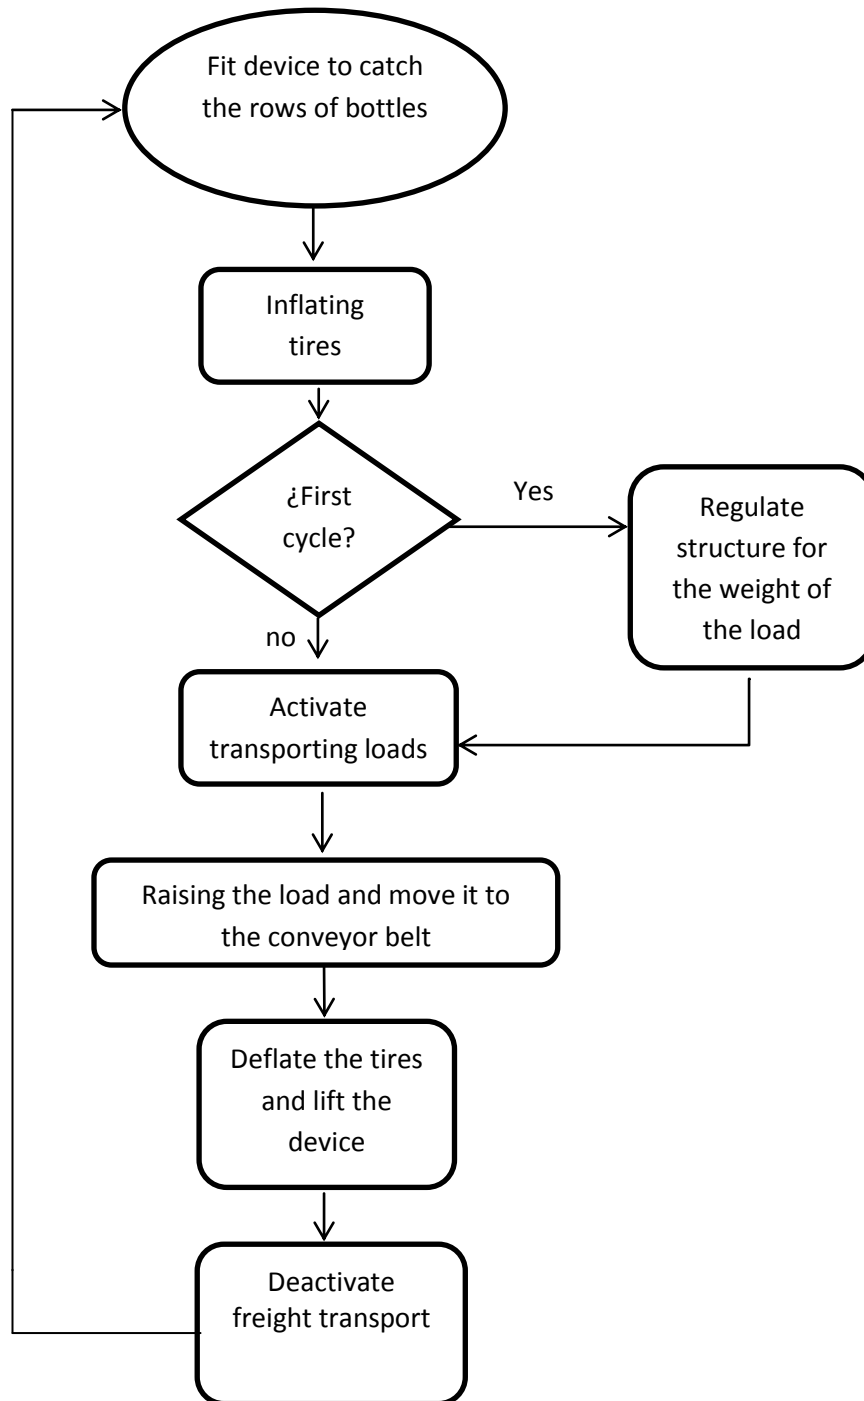 Fit device to catch
the rows of bottles
Inflating
tires
¿First
cycle?
Yes
Regulate
structure for
the weight of
the load
no
Activate
transporting loads
Raising the load and move it to
the conveyor belt
Deflate the tires
and lift the
device
Deactivate
freight transport